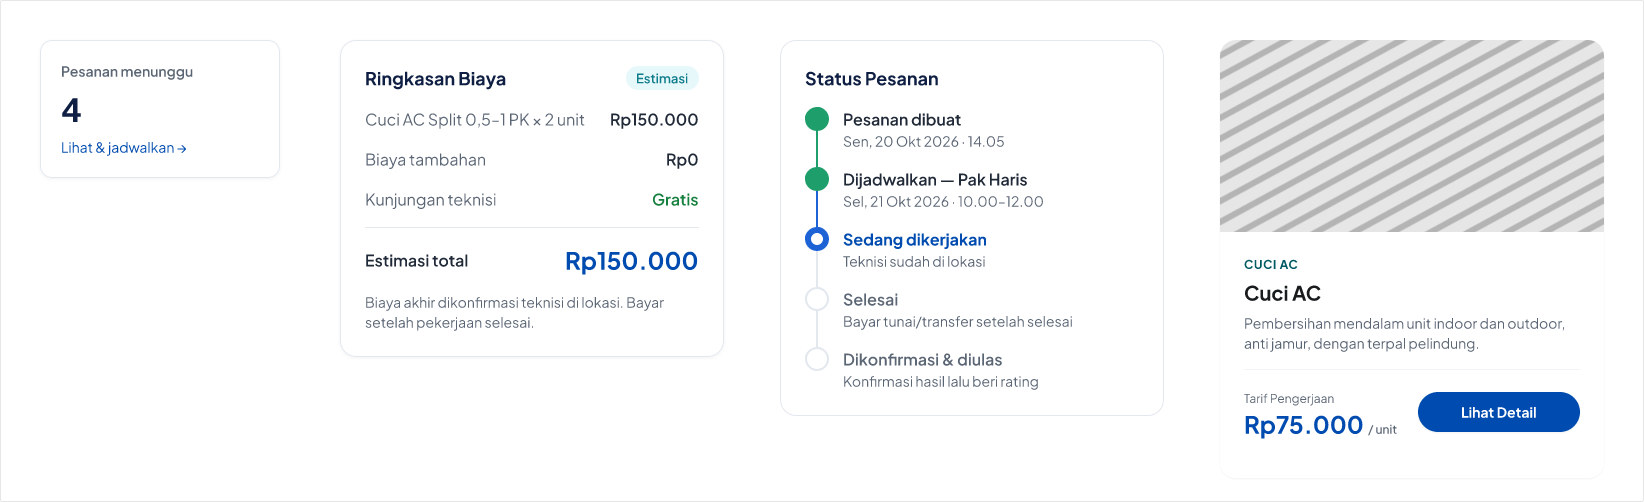 Pesanan menunggu
4
Lihat & jadwalkan →
Ringkasan Biaya
Estimasi
Cuci AC Split 0,5–1 PK × 2 unit
Rp150.000
Biaya tambahan
Rp0
Kunjungan teknisi
Gratis
Estimasi total
Rp150.000
Biaya akhir dikonfirmasi teknisi di lokasi. Bayar
setelah pekerjaan selesai.
Status Pesanan
Pesanan dibuat
Sen, 20 Okt 2026 · 14.05
Dijadwalkan — Pak Haris
Sel, 21 Okt 2026 · 10.00–12.00
Sedang dikerjakan
Teknisi sudah di lokasi
Selesai
Bayar tunai/transfer setelah selesai
Dikonfirmasi & diulas
Konfirmasi hasil lalu beri rating
CUCI AC
Cuci AC
Pembersihan mendalam unit indoor dan outdoor,
anti jamur, dengan terpal pelindung.
Tarif Pengerjaan
Rp75.000 / unit
Lihat Detail